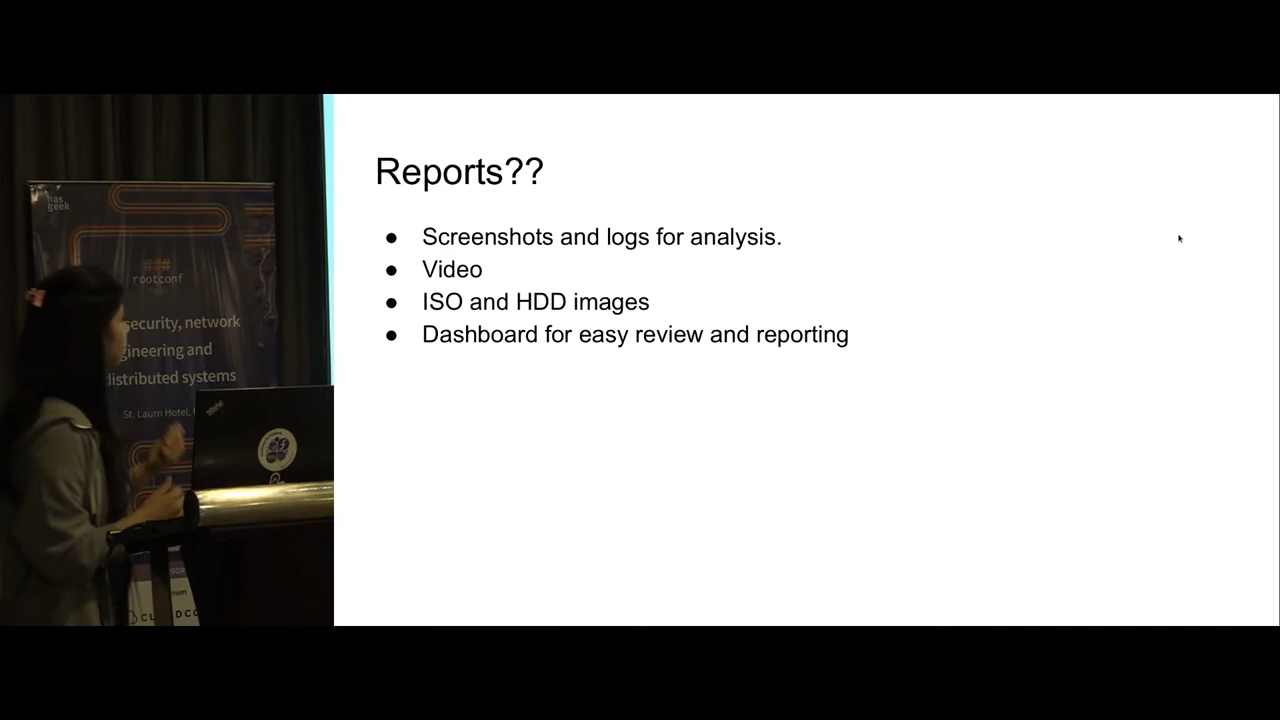 has
geek
rootconf
security, network
gineering and
distributed systems
St. Laurn Hotel,
ThinkPad
Reports??
● Screenshots and logs for analysis.
● Video
● ISO and HDD images
● Dashboard for easy review and reporting